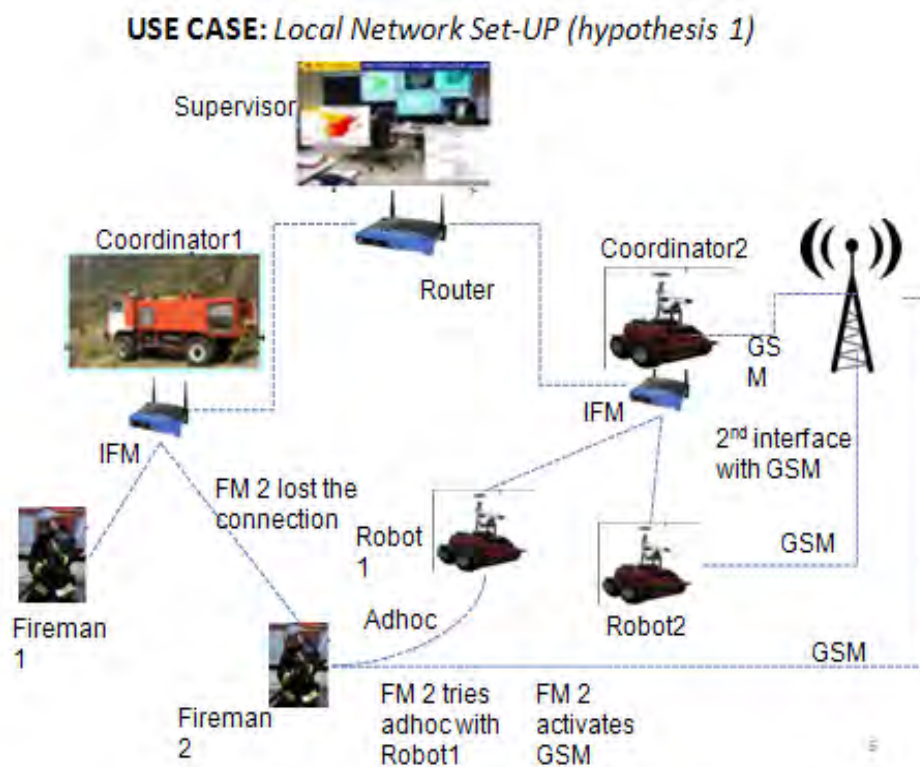 USE CASE: Local Network Set-UP (hypothesis 1)
Supervisor
Coordinator1
Router
Coordinator2
GS
M
IFM
IFM
2nd interface
with GSM
FM 2 lost the
connection
Robot
1
GSM
Fireman
1
Adhoc
Robot2
GSM
Fireman
2
FM 2 tries
adhoc with
Robot1
FM 2
activates
GSM